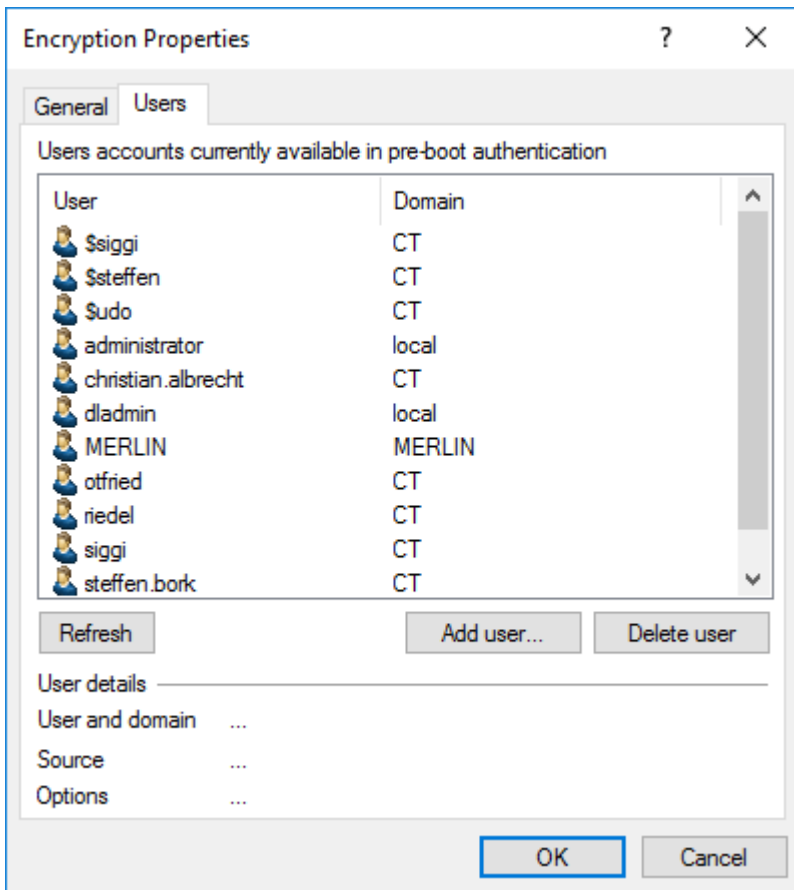 Encryption Properties ?
General Users
Users accounts currently available in pre-boot authentication
User Domain
$siggi CT
$steffen CT
$udo CT
administrator local
christian.albrecht CT
dladmin local
MERLIN MERLIN
otfried CT
riedel CT
siggi CT
steffen.bork CT
Refresh Add user... Delete user
User details
User and domain ...
Source ...
Options ...
OK Cancel